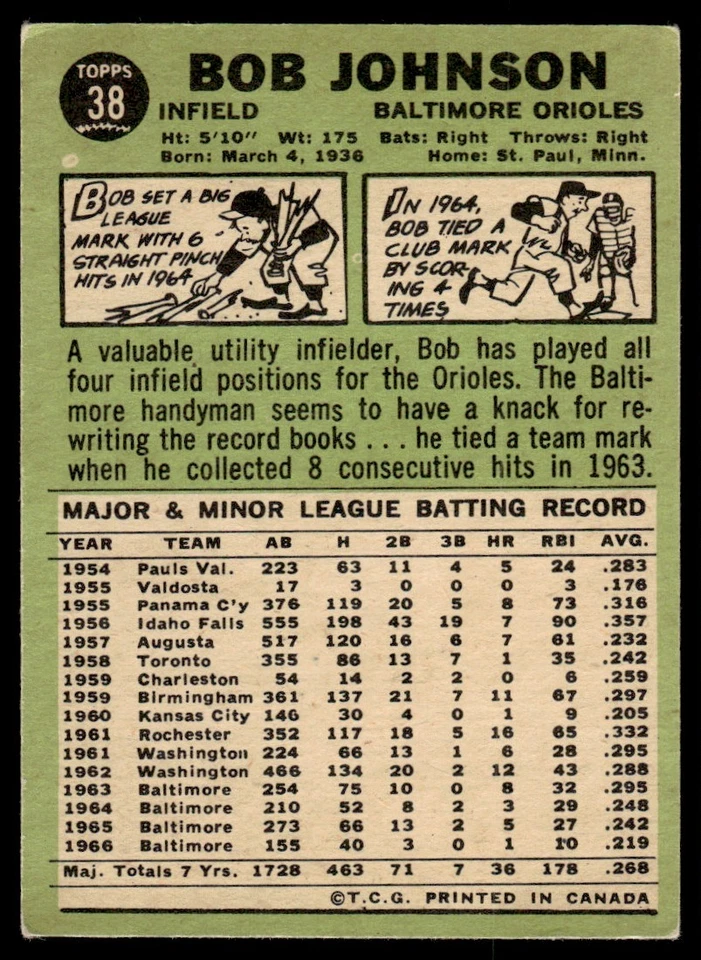 TOPPS
38
BOB JOHNSON
INFIELD BALTIMORE ORIOLES
Ht: 5'10" Wt: 175 Bats: Right Throws: Right
Born: March 4, 1936 Home: St. Paul, Minn.
BOB SET A BIG
LEAGUE
MARK WITH 6
STRAIGHT PINCH
HITS IN 1964
IN 1964,
BOB TIED A
CLUB MARK
BY SCOR-
ING 4
TIMES
A valuable utility infielder, Bob has played all
four infield positions for the Orioles. The Balti-
more handyman seems to have a knack for re-
writing the record books . . . he tied a team mark
when he collected 8 consecutive hits in 1963.
MAJOR & MINOR LEAGUE BATTING RECORD
YEAR TEAM AB H 2B 3B HR RBI AVG.
1954 Pauls Val. 223 63 11 4 5 24 .283
1955 Valdosta 17 3 0 0 0 3 .176
1955 Panama C'y 376 119 20 5 8 73 .316
1956 Idaho Falls 555 198 43 19 7 90 .357
1957 Augusta 517 120 16 6 7 61 .232
1958 Toronto 355 86 13 7 1 35 .242
1959 Charleston 54 14 2 2 0 6 .259
1959 Birmingham 361 137 21 7 11 67 .297
1960 Kansas City 146 30 4 0 1 9 .205
1961 Rochester 352 117 18 5 16 65 .332
1961 Washington 224 66 13 1 6 28 .295
1962 Washington 466 134 20 2 12 43 .288
1963 Baltimore 254 75 10 0 8 32 .295
1964 Baltimore 210 52 8 2 3 29 .248
1965 Baltimore 273 66 13 2 5 27 .242
1966 Baltimore 155 40 3 0 1 10 .219
Maj. Totals 7 Yrs. 1728 463 71 7 36 178 .268
©T.C.G. PRINTED IN CANADA